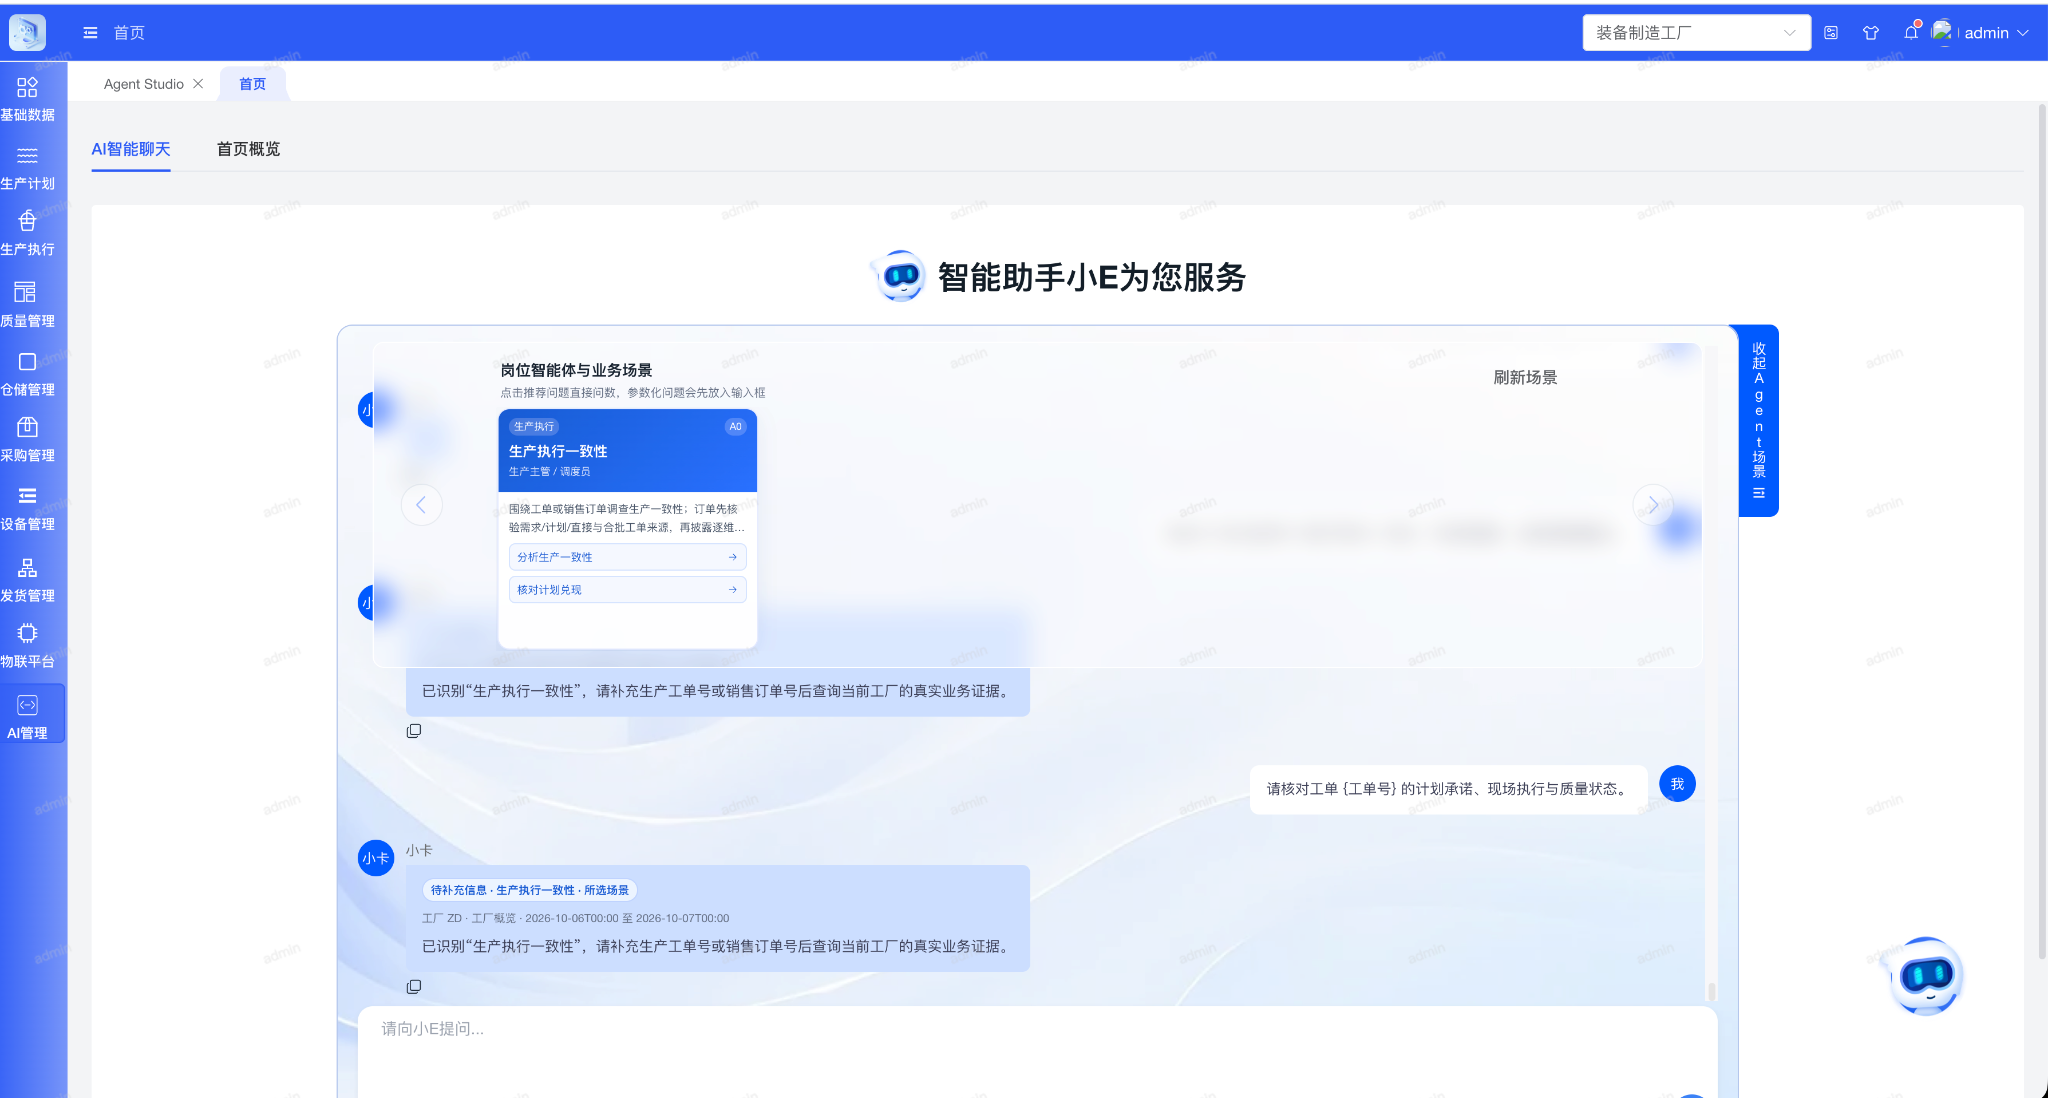 首页
装备制造工厂
admin
Agent Studio
首页
基础数据
生产计划
生产执行
质量管理
仓储管理
采购管理
设备管理
发货管理
物联平台
AI管理
AI智能聊天
首页概览
智能助手小E为您服务
岗位智能体与业务场景
点击推荐问题直接问数，参数化问题会先放入输入框
刷新场景
收起Agent场景
生产执行
A0
生产执行一致性
生产主管 / 调度员
围绕工单或销售订单调查生产一致性；订单先核
验需求/计划/直接与合批工单来源，再披露逐维...
分析生产一致性
核对计划兑现
已识别“生产执行一致性”，请补充生产工单号或销售订单号后查询当前工厂的真实业务证据。
请核对工单 {工单号} 的计划承诺、现场执行与质量状态。
我
小卡
小卡
待补充信息 · 生产执行一致性 · 所选场景
工厂 ZD · 工厂概览 · 2026-10-06T00:00 至 2026-10-07T00:00
已识别“生产执行一致性”，请补充生产工单号或销售订单号后查询当前工厂的真实业务证据。
请向小E提问...